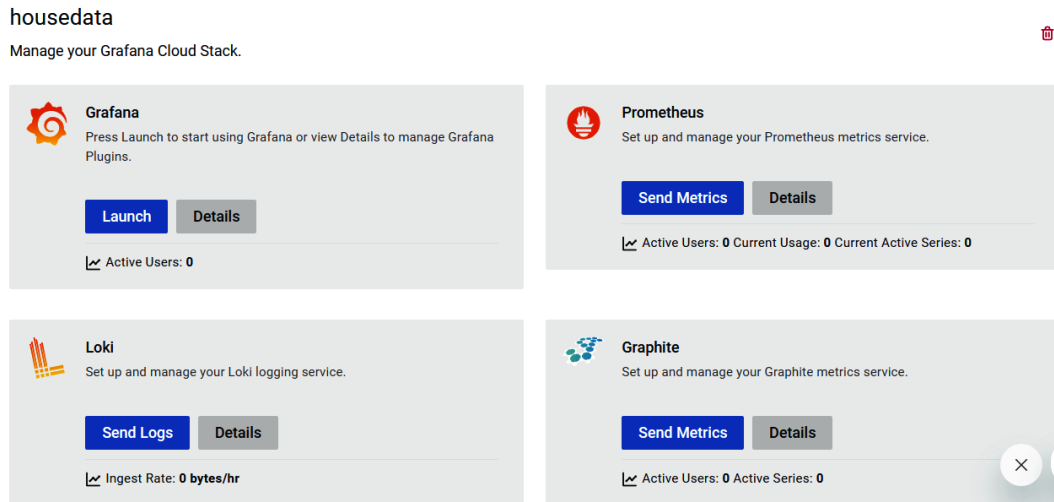 housedata
Manage your Grafana Cloud Stack.
Grafana
Press Launch to start using Grafana or view Details to manage Grafana
Plugins.
Launch
Details
Active Users: 0
Prometheus
Set up and manage your Prometheus metrics service.
Send Metrics
Details
Active Users: 0 Current Usage: 0 Current Active Series: 0
Loki
Set up and manage your Loki logging service.
Send Logs
Details
Ingest Rate: 0 bytes/hr
Graphite
Set up and manage your Graphite metrics service.
Send Metrics
Details
Active Users: 0 Active Series: 0